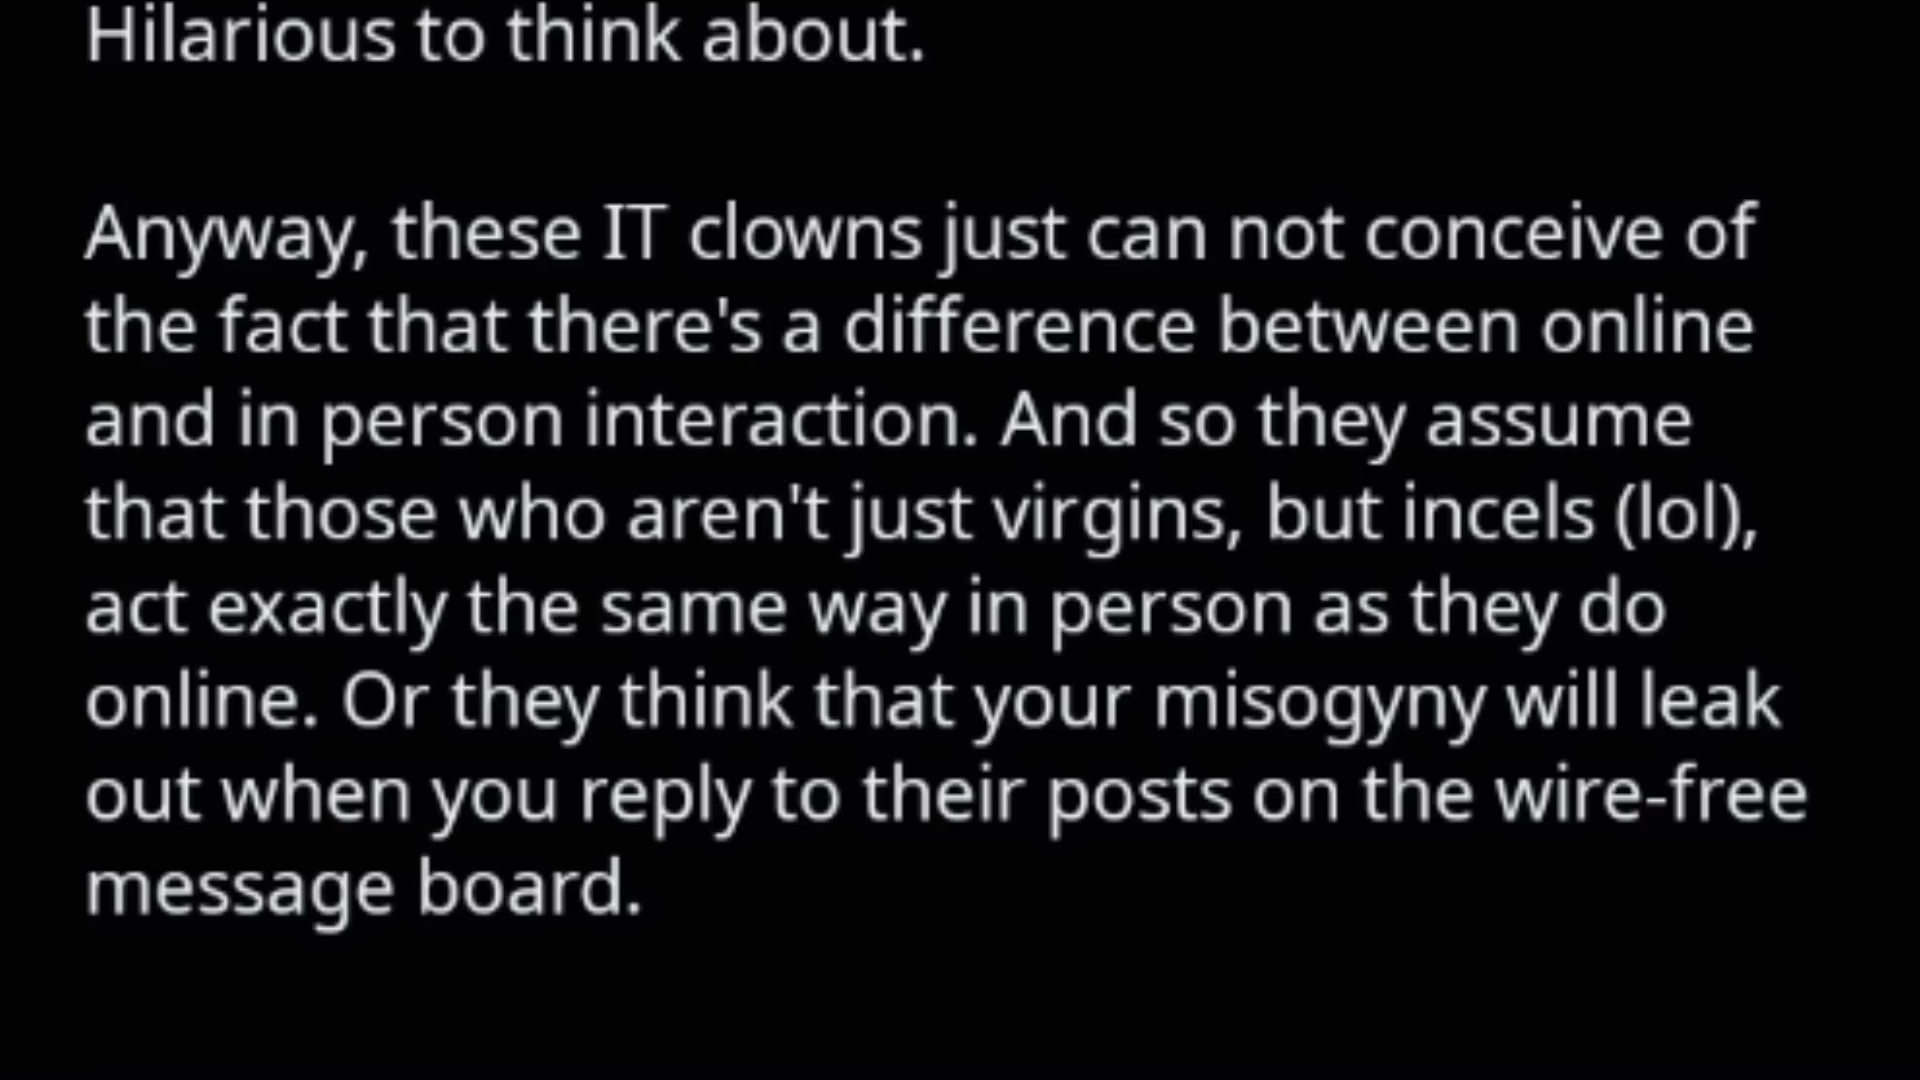 Hilarious to think about.
Anyway, these IT clowns just can not conceive of
the fact that there's a difference between online
and in person interaction. And so they assume
that those who aren't just virgins, but incels (lol),
act exactly the same way in person as they do
online. Or they think that your misogyny will leak
out when you reply to their posts on the wire-free
message board.